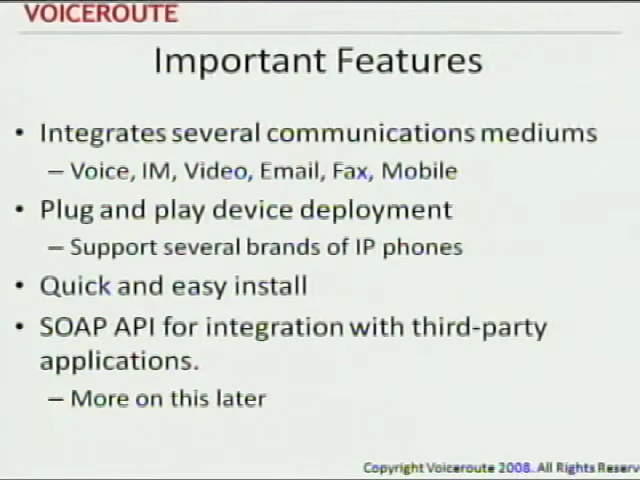 VOICEROUTE
Important Features
• Integrates several communications mediums
– Voice, IM, Video, Email, Fax, Mobile
• Plug and play device deployment
– Support several brands of IP phones
• Quick and easy install
• SOAP API for integration with third-party
applications.
– More on this later
Copyright Voiceroute 2008. All Rights Reserv